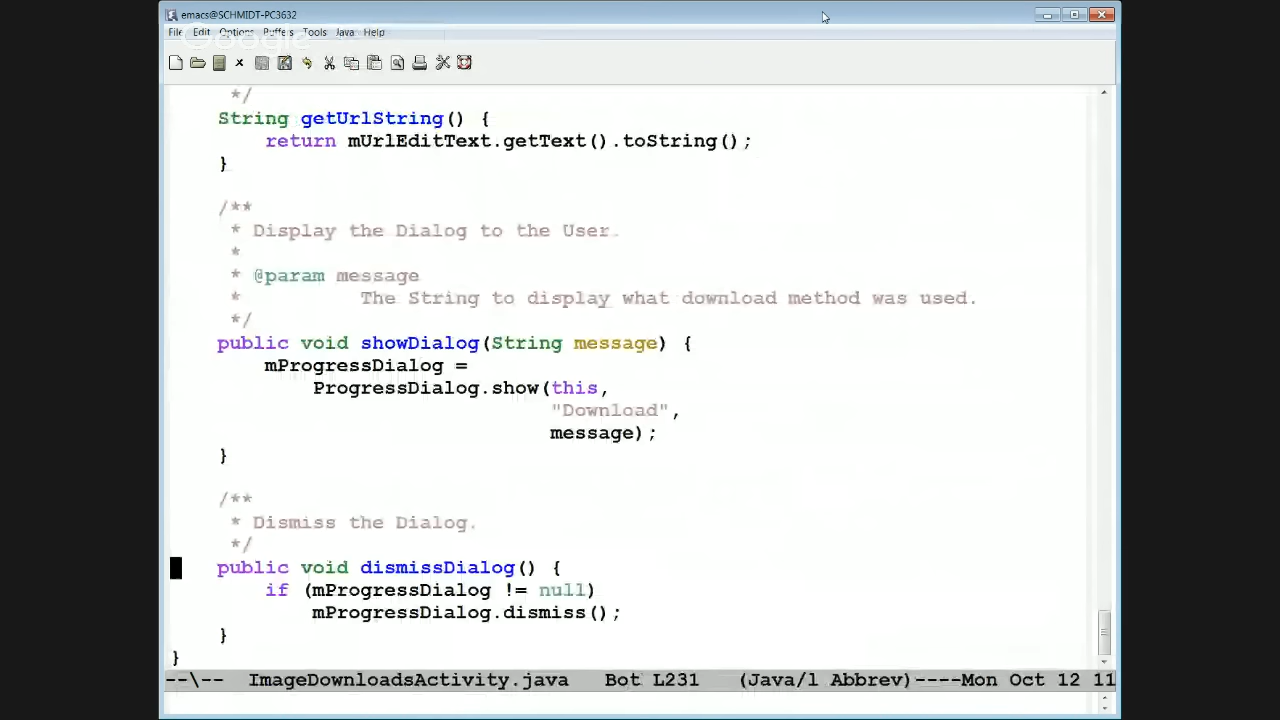 emacs@SCHMIDT-PC3632
File Edit Options Buffers Tools Java Help
Google
*/
String getUrlString() {
return mUrlEditText.getText().toString();
}
/**
* Display the Dialog to the User.
*
* @param message
* The String to display what download method was used.
*/
public void showDialog(String message) {
mProgressDialog =
ProgressDialog.show(this,
"Download",
message);
}
/**
* Dismiss the Dialog.
*/
public void dismissDialog() {
if (mProgressDialog != null)
mProgressDialog.dismiss();
}
}
--\-- ImageDownloadsActivity.java Bot L231 (Java/l Abbrev)----Mon Oct 12 11